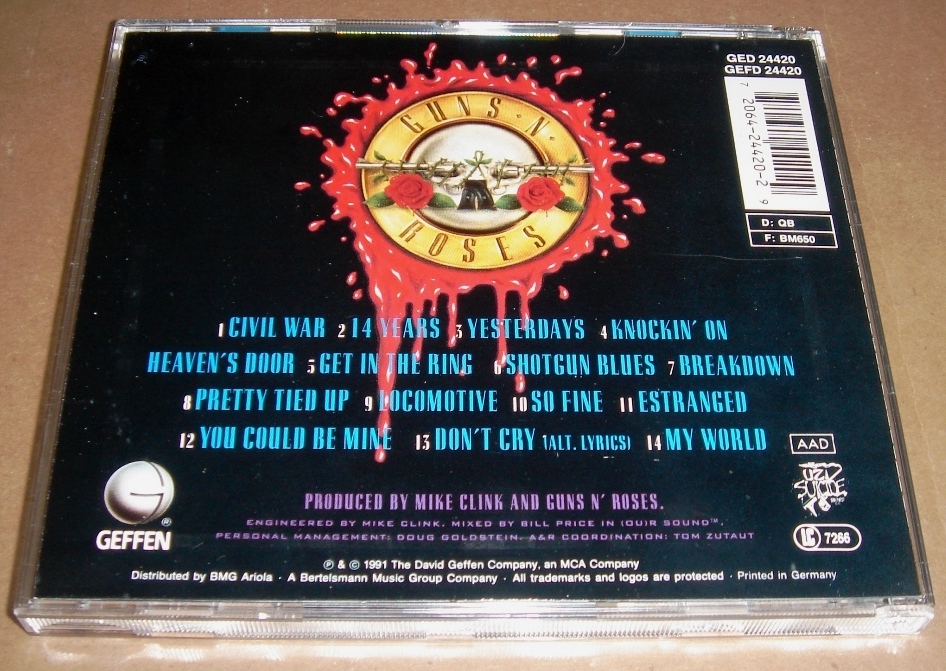 GED 24420
GEFD 24420
7 2064-24420-2 9
D: QB
F: BM650
GUNS · N ·
ROSES
1 CIVIL WAR 2 14 YEARS 3 YESTERDAYS 4 KNOCKIN' ON
HEAVEN'S DOOR 5 GET IN THE RING 6 SHOTGUN BLUES 7 BREAKDOWN
8 PRETTY TIED UP 9 LOCOMOTIVE 10 SO FINE 11 ESTRANGED
12 YOU COULD BE MINE 13 DON'T CRY (ALT. LYRICS) 14 MY WORLD
AAD
UZI
SUICIDE
G
®
GEFFEN
PRODUCED BY MIKE CLINK AND GUNS N' ROSES.
ENGINEERED BY MIKE CLINK. MIXED BY BILL PRICE IN (OU)R SOUND™.
PERSONAL MANAGEMENT: DOUG GOLDSTEIN. A&R COORDINATION: TOM ZUTAUT
LC 7266
℗ & © 1991 The David Geffen Company, an MCA Company
Distributed by BMG Ariola · A Bertelsmann Music Group Company · All trademarks and logos are protected · Printed in Germany